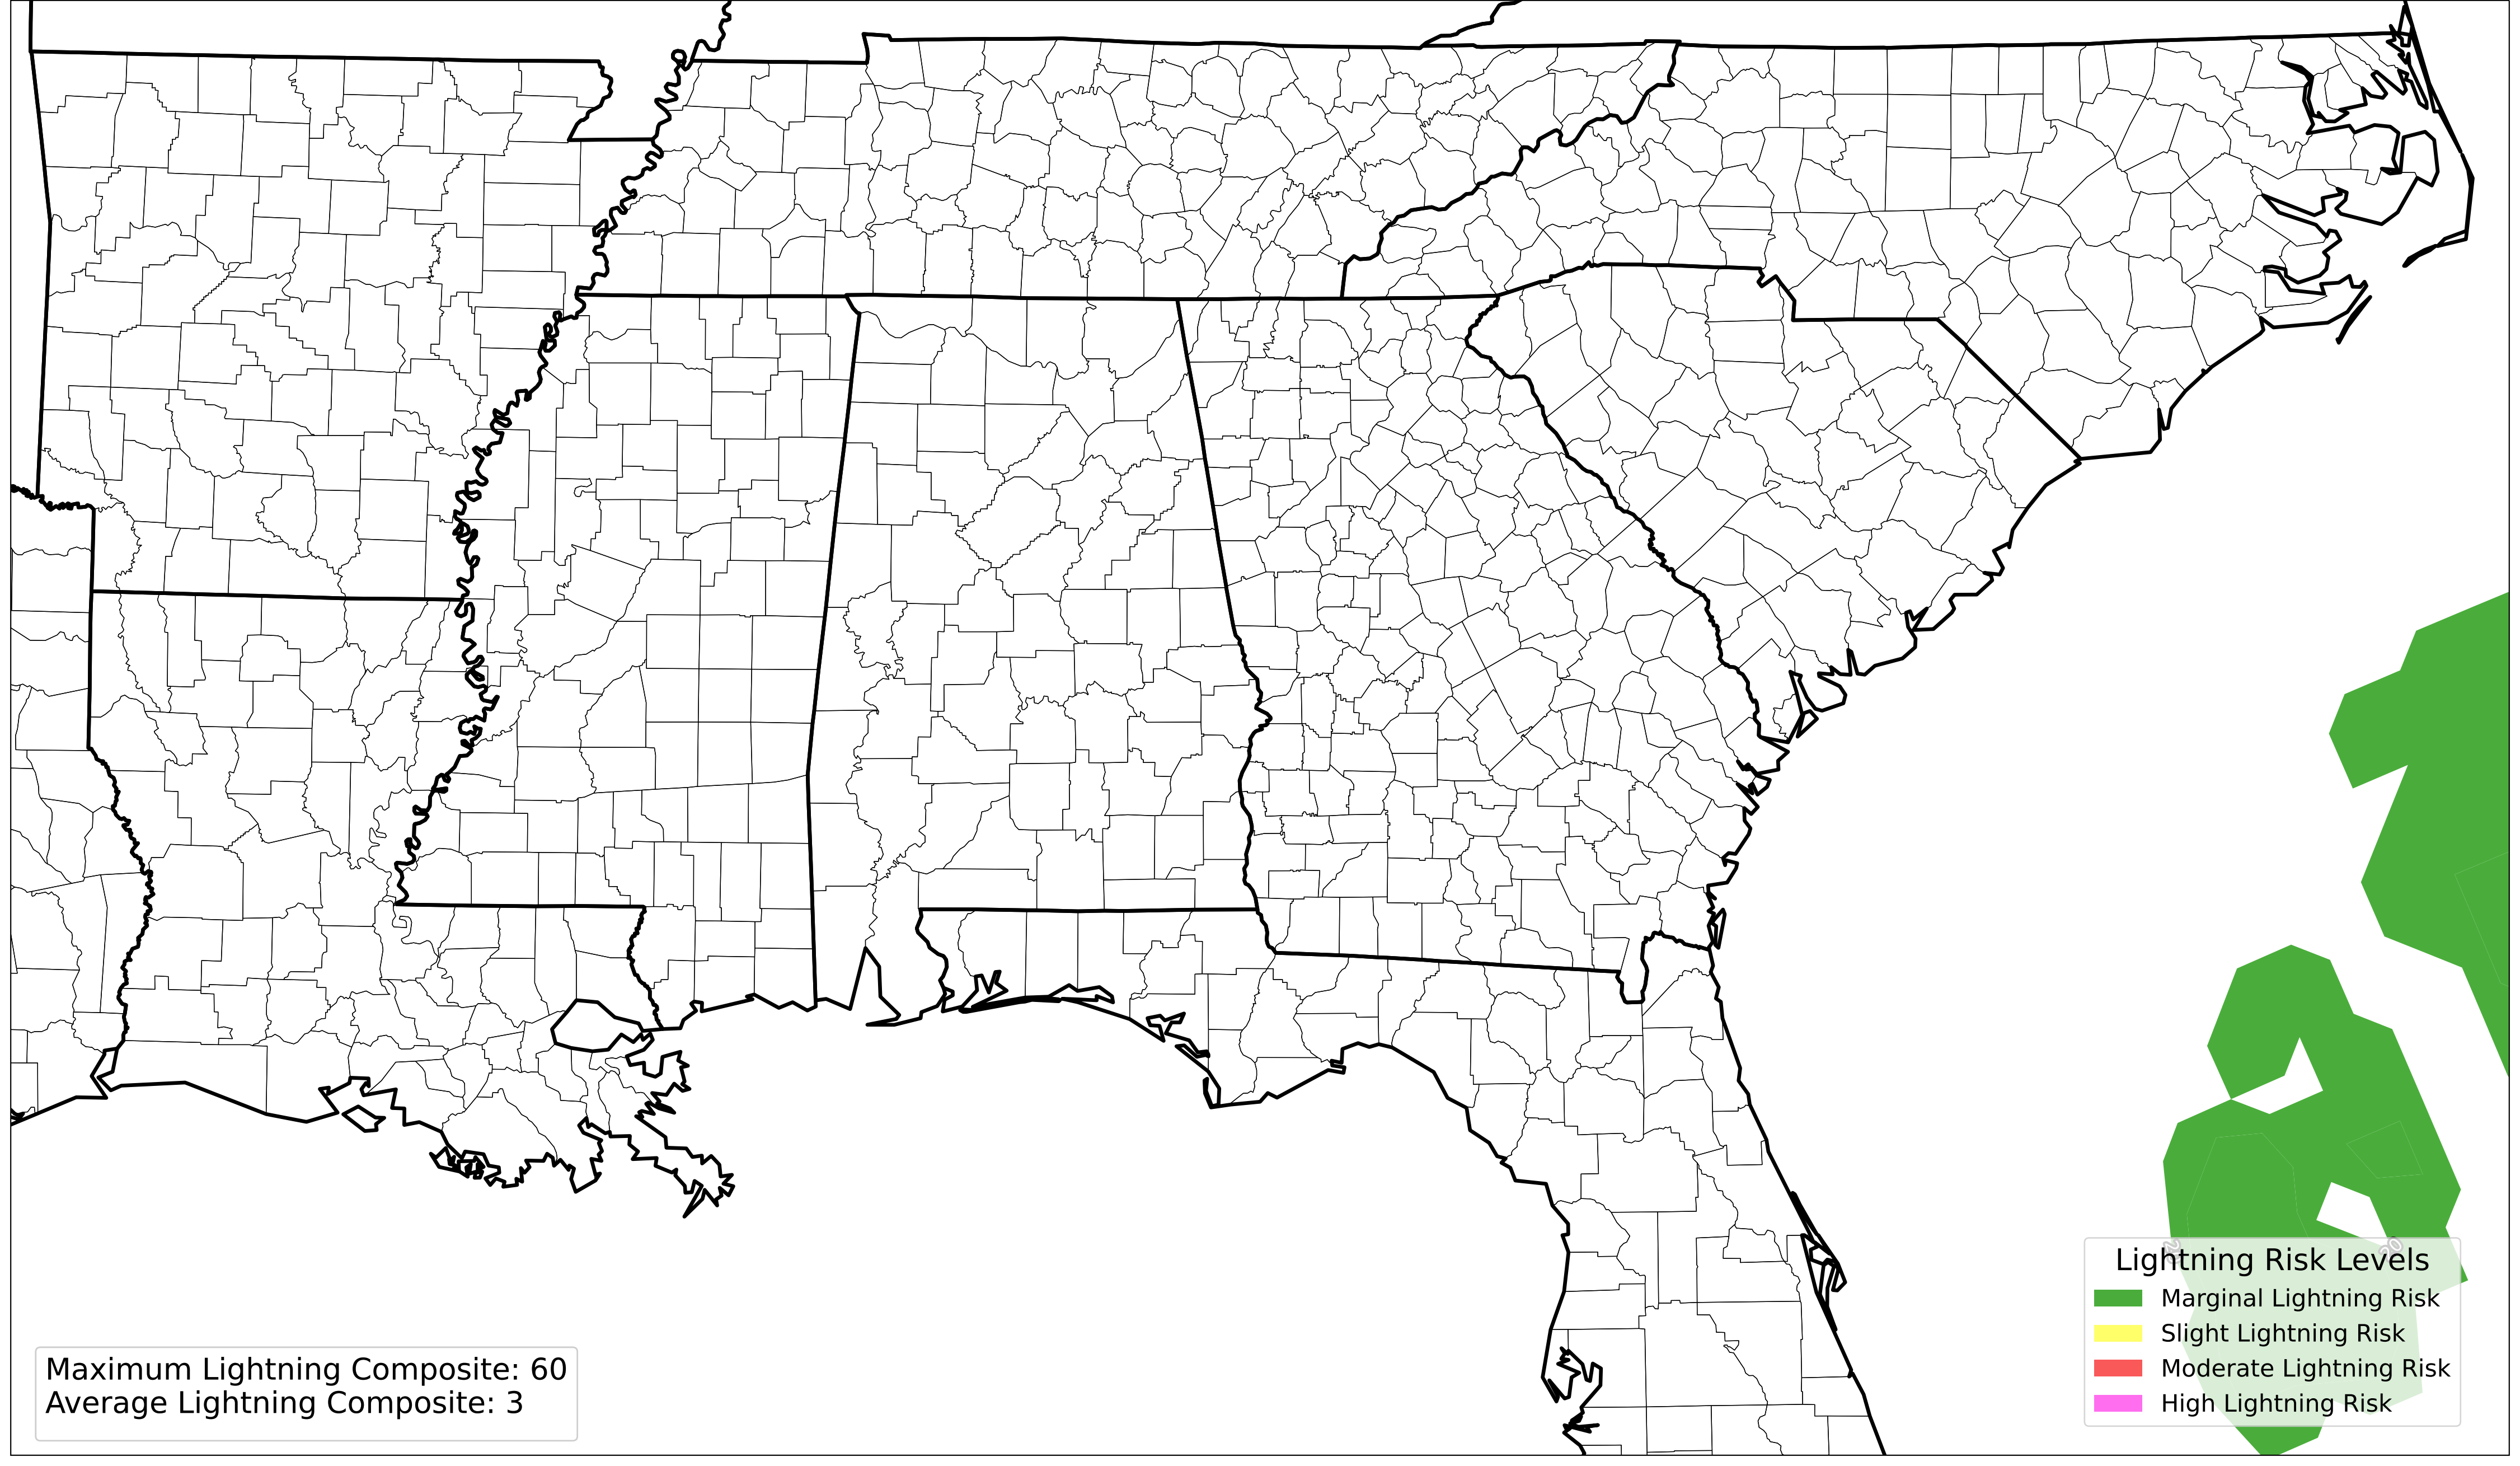 Lightning Risk Levels
Marginal Lightning Risk
Slight Lightning Risk
Moderate Lightning Risk
High Lightning Risk
Maximum Lightning Composite: 60
Average Lightning Composite: 3